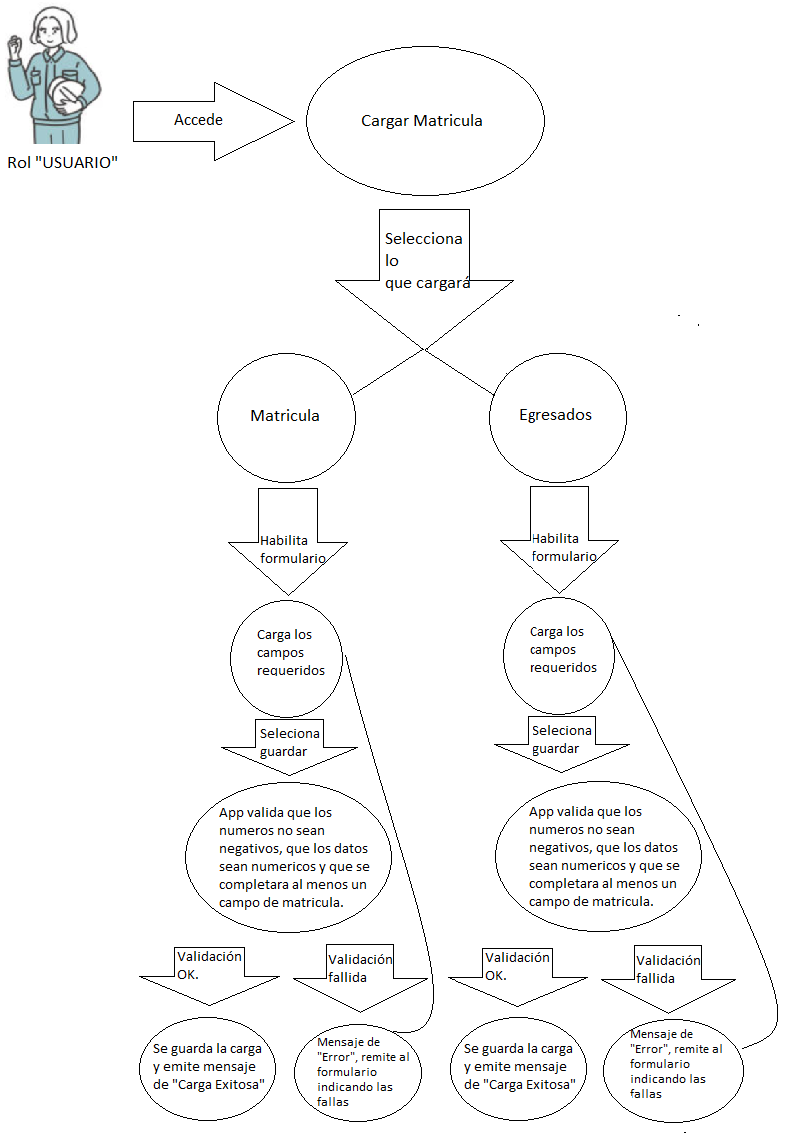 Accede
Cargar Matricula
Rol "USUARIO"
Selecciona
lo
que cargará
Matricula
Egresados
Habilita
formulario
Habilita
formulario
Carga los
campos
requeridos
Carga los
campos
requeridos
Seleciona
guardar
Seleciona
guardar
App valida que los
numeros no sean
negativos, que los datos
sean numericos y que se
completara al menos un
campo de matricula.
App valida que los
numeros no sean
negativos, que los datos
sean numericos y que se
completara al menos un
campo de matricula.
Validación
OK.
Validación
fallida
Validación
OK.
Validación
fallida
Se guarda la carga
y emite mensaje
de "Carga Exitosa"
Mensaje de
"Error", remite al
formulario
indicando las
fallas
Se guarda la carga
y emite mensaje
de "Carga Exitosa"
Mensaje de
"Error", remite al
formulario
indicando las
fallas